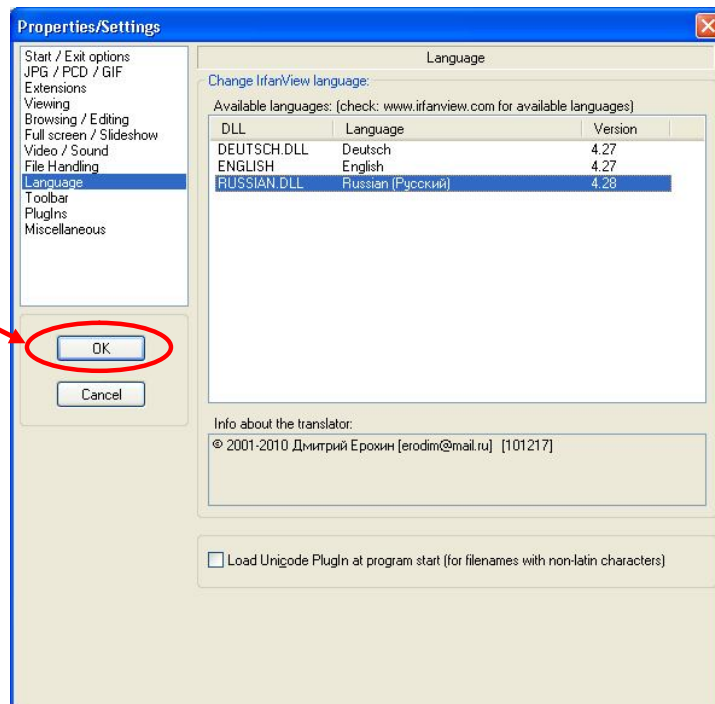 Properties/Settings
Start / Exit options
JPG / PCD / GIF
Extensions
Viewing
Browsing / Editing
Full screen / Slideshow
Video / Sound
File Handling
Language
Toolbar
PlugIns
Miscellaneous
OK
Cancel
Language
Change IrfanView language:
Available languages: (check: www.irfanview.com for available languages)
DLL Language Version
DEUTSCH.DLL Deutsch 4.27
ENGLISH English 4.27
RUSSIAN.DLL Russian (Русский) 4.28
Info about the translator:
© 2001-2010 Дмитрий Ерохин [erodim@mail.ru] [101217]
Load Unicode PlugIn at program start (for filenames with non-latin characters)